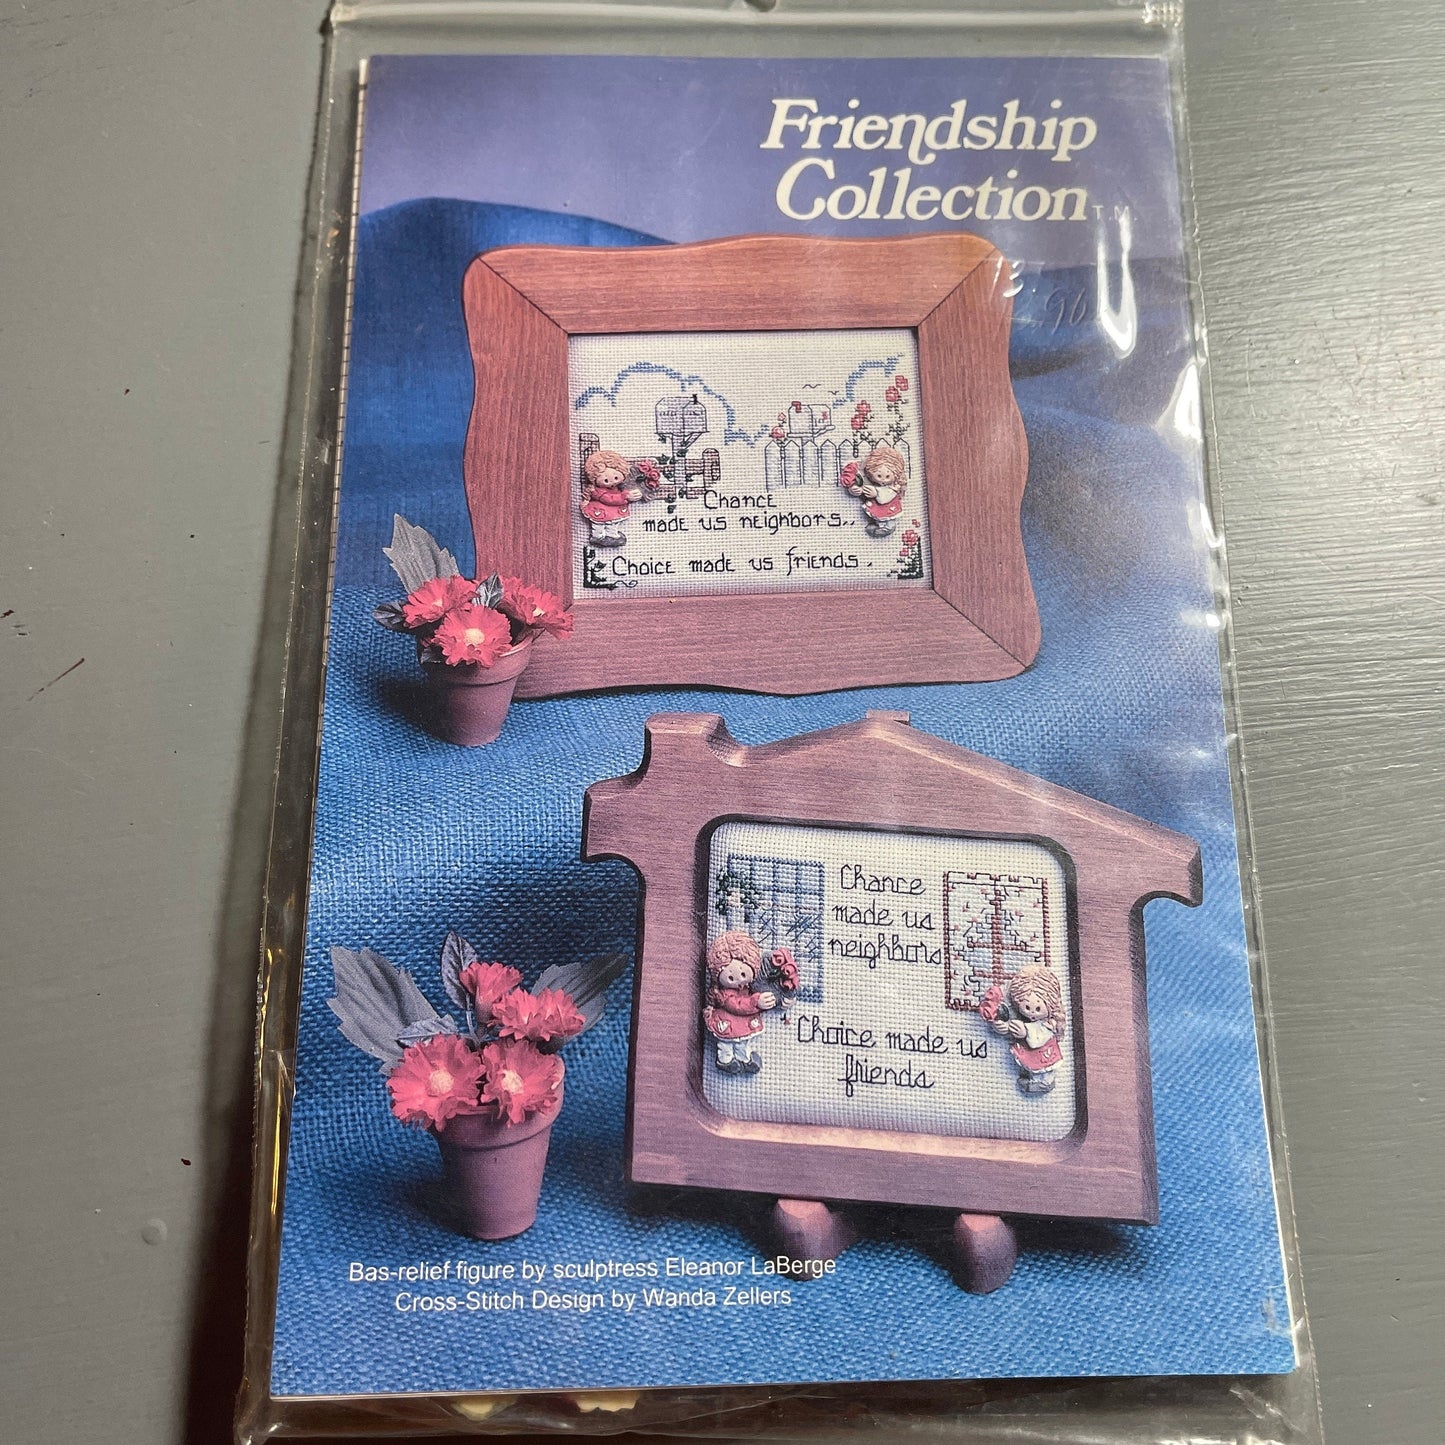 Friendship
Collection T.M.
Chance
made us neighbors..
Choice made us friends.
Chance
made us
neighbors
Choice made us
friends
Bas-relief figure by sculptress Eleanor LaBerge
Cross-Stitch Design by Wanda Zellers